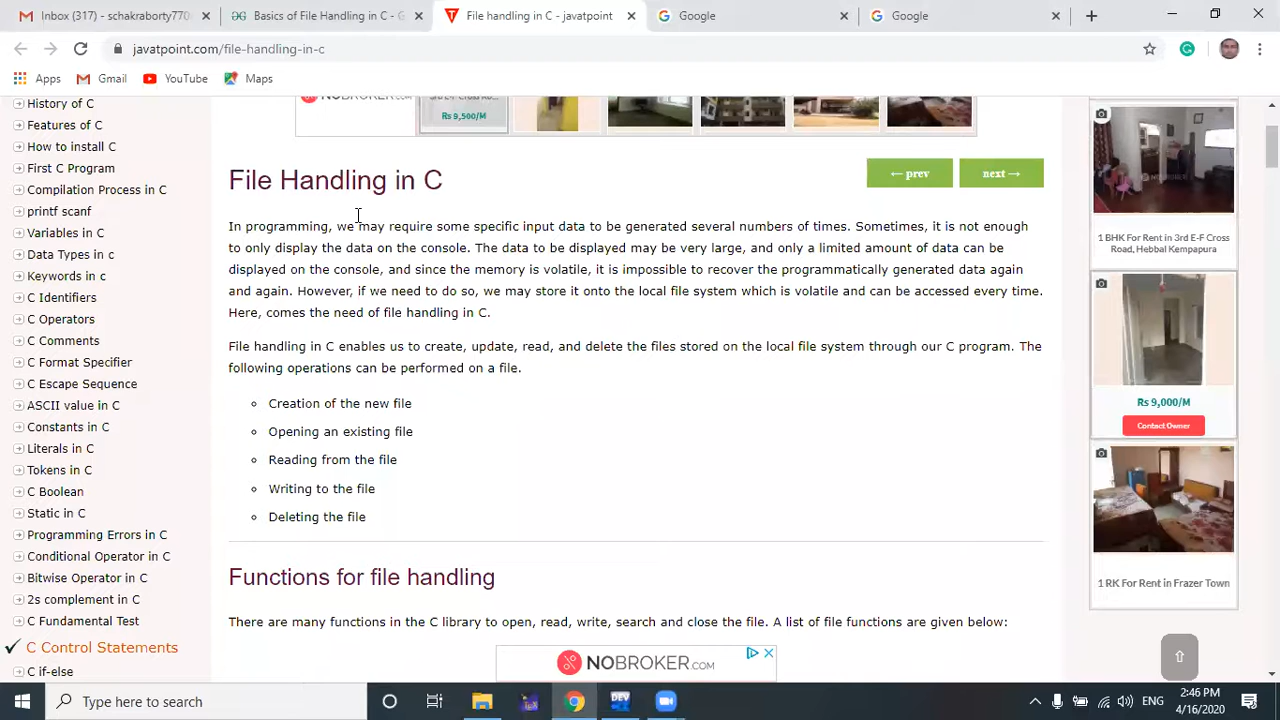 Inbox (317) - schakraborty77
Basics of File Handling in C - G
File handling in C - javatpoint
Google
Google
javatpoint.com/file-handling-in-c
Apps
Gmail
YouTube
Maps
History of C
Features of C
How to install C
First C Program
Compilation Process in C
printf scanf
Variables in C
Data Types in c
Keywords in c
C Identifiers
C Operators
C Comments
C Format Specifier
C Escape Sequence
ASCII value in C
Constants in C
Literals in C
Tokens in C
C Boolean
Static in C
Programming Errors in C
Conditional Operator in C
Bitwise Operator in C
2s complement in C
C Fundamental Test
C Control Statements
C if-else
Rs 9,500/M
File Handling in C
← prev
next →
In programming, we may require some specific input data to be generated several numbers of times. Sometimes, it is not enough
to only display the data on the console. The data to be displayed may be very large, and only a limited amount of data can be
displayed on the console, and since the memory is volatile, it is impossible to recover the programmatically generated data again
and again. However, if we need to do so, we may store it onto the local file system which is volatile and can be accessed every time.
Here, comes the need of file handling in C.
File handling in C enables us to create, update, read, and delete the files stored on the local file system through our C program. The
following operations can be performed on a file.
Creation of the new file
Opening an existing file
Reading from the file
Writing to the file
Deleting the file
Functions for file handling
There are many functions in the C library to open, read, write, search and close the file. A list of file functions are given below:
NOBROKER.COM
1 BHK For Rent in 3rd E-F Cross
Road, Hebbal Kempapura
Rs 9,000/M
Contact Owner
1 RK For Rent in Frazer Town
Type here to search
DEV
ENG
2:46 PM
4/16/2020